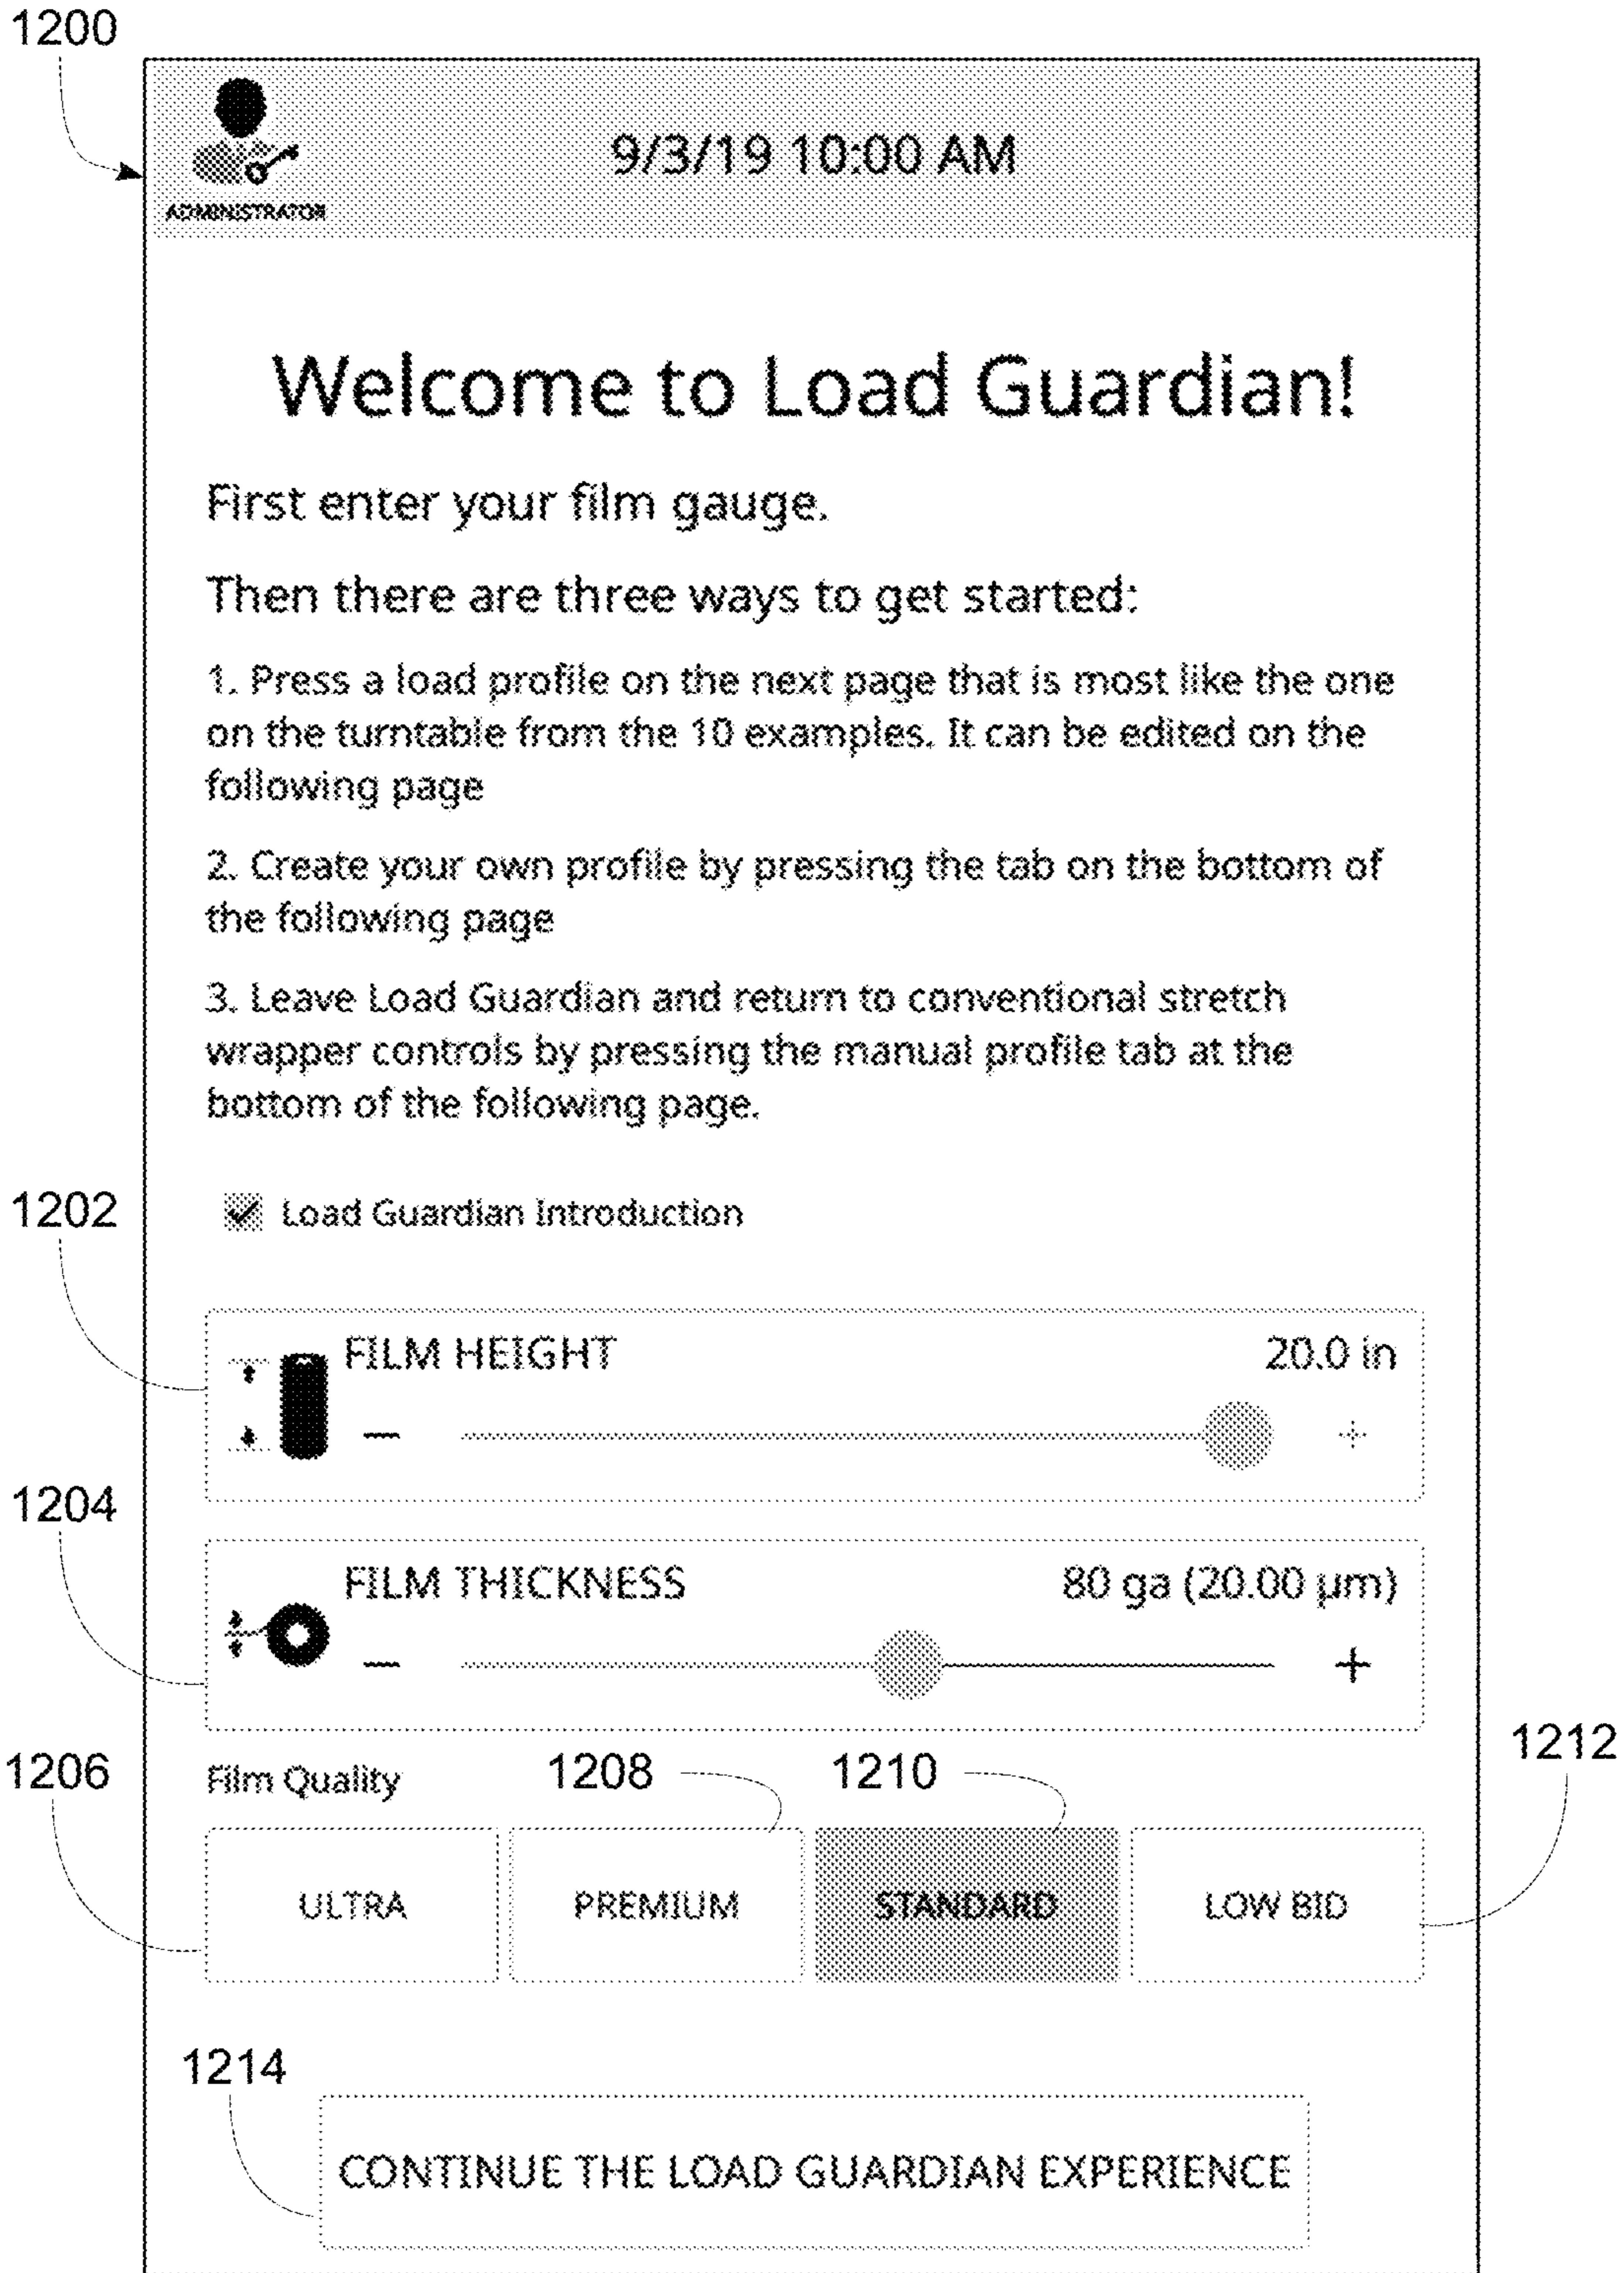 1200
9/3/19 10:00 AM
ADMINISTRATOR
Welcome to Load Guardian!
First enter your film gauge.
Then there are three ways to get started:
1. Press a load profile on the next page that is most like the one
on the turntable from the 10 examples. It can be edited on the
following page
2. Create your own profile by pressing the tab on the bottom of
the following page
3. Leave Load Guardian and return to conventional stretch
wrapper controls by pressing the manual profile tab at the
bottom of the following page.
1202
Load Guardian Introduction
FILM HEIGHT 20.0 in
− +
1204
FILM THICKNESS 80 ga (20.00 µm)
− +
1206 Film Quality 1208 1210 1212
ULTRA PREMIUM STANDARD LOW BID
1214
CONTINUE THE LOAD GUARDIAN EXPERIENCE